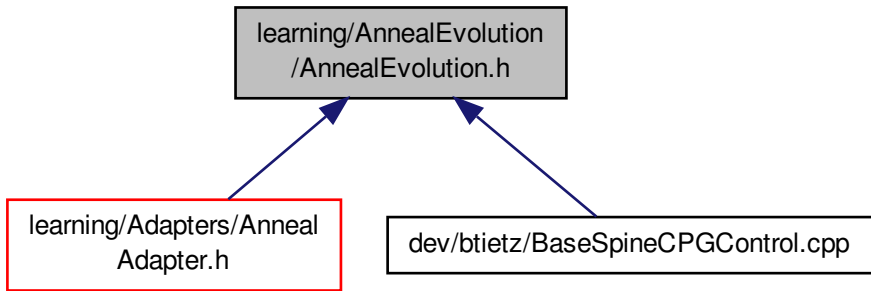 learning/AnnealEvolution
/AnnealEvolution.h
learning/Adapters/Anneal
Adapter.h
dev/btietz/BaseSpineCPGControl.cpp